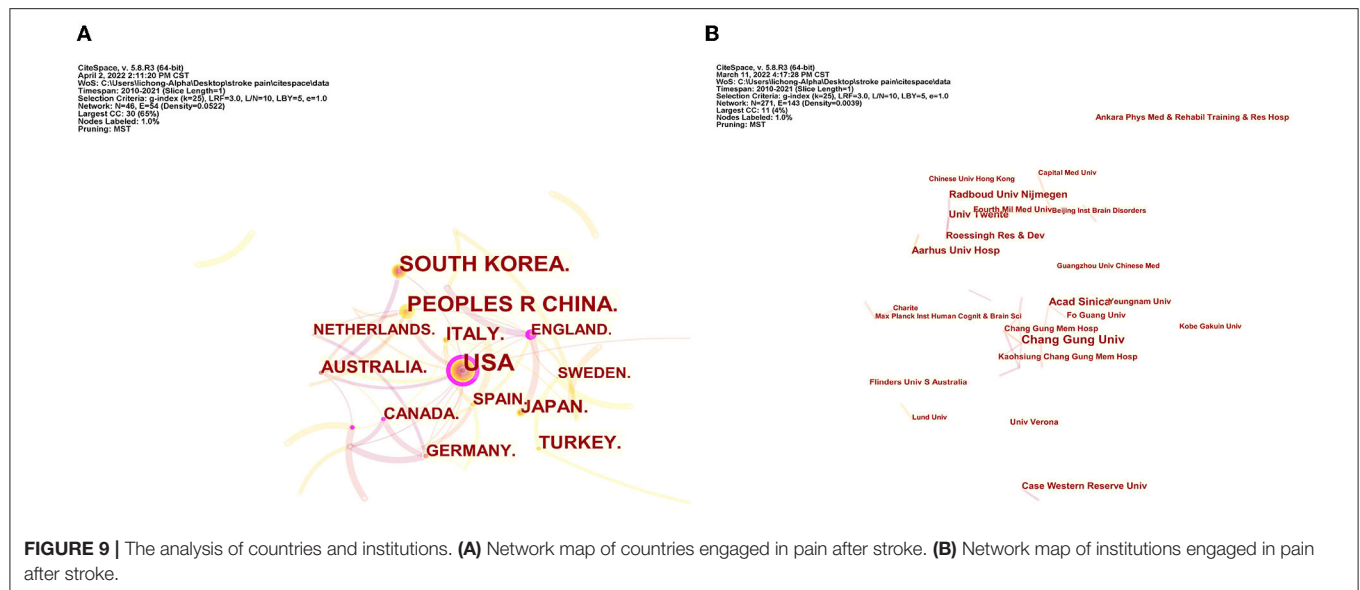 A
CiteSpace, v. 5.8.R3 (64-bit)
April 2, 2022 2:11:20 PM CST
WoS: C:\Users\lichong-Alpha\Desktop\stroke pain\citespace\data
Timespan: 2010-2021 (Slice Length=1)
Selection Criteria: g-index (k=25), LRF=3.0, L/N=10, LBY=5, e=1.0
Network: N=46, E=54 (Density=0.0522)
Largest CC: 30 (65%)
Nodes Labeled: 1.0%
Pruning: MST
SOUTH KOREA.
PEOPLES R CHINA.
NETHERLANDS.
ITALY.
ENGLAND.
USA
AUSTRALIA.
SWEDEN.
SPAIN.
JAPAN.
CANADA.
TURKEY.
GERMANY.
B
CiteSpace, v. 5.8.R3 (64-bit)
March 11, 2022 4:17:28 PM CST
WoS: C:\Users\lichong-Alpha\Desktop\stroke pain\citespace\data
Timespan: 2010-2021 (Slice Length=1)
Selection Criteria: g-index (k=25), LRF=3.0, L/N=10, LBY=5, e=1.0
Network: N=271, E=143 (Density=0.0039)
Largest CC: 11 (4%)
Nodes Labeled: 1.0%
Pruning: MST
Ankara Phys Med & Rehabil Training & Res Hosp
Capital Med Univ
Chinese Univ Hong Kong
Radboud Univ Nijmegen
Fourth Mil Med Univ
Beijing Inst Brain Disorders
Univ Twente
Roessingh Res & Dev
Aarhus Univ Hosp
Guangzhou Univ Chinese Med
Acad Sinica
Yeungnam Univ
Charite
Fo Guang Univ
Max Planck Inst Human Cognit & Brain Sci
Chang Gung Mem Hosp
Kobe Gakuin Univ
Chang Gung Univ
Kaohsiung Chang Gung Mem Hosp
Flinders Univ S Australia
Lund Univ
Univ Verona
Case Western Reserve Univ
FIGURE 9 | The analysis of countries and institutions. (A) Network map of countries engaged in pain after stroke. (B) Network map of institutions engaged in pain
after stroke.